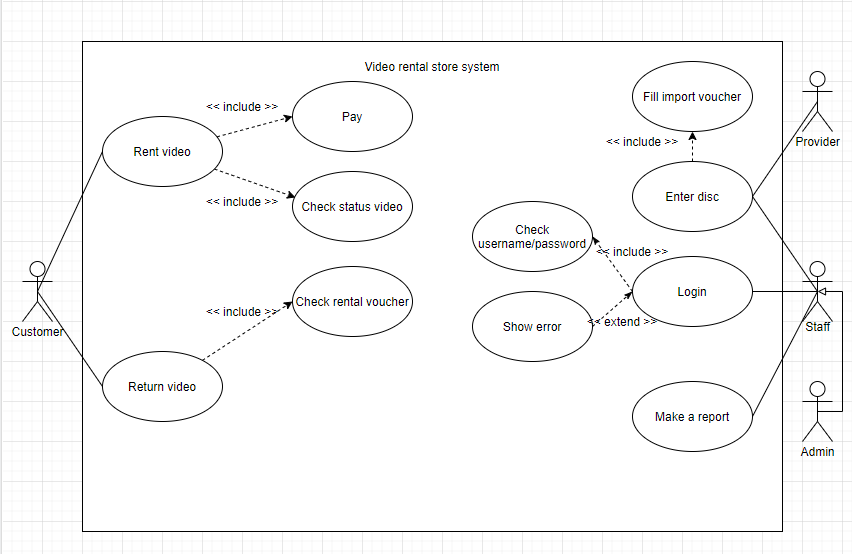 Video rental store system
<< include >>
Pay
Rent video
<< include >>
Check status video
Customer
<< include >>
Check rental voucher
Return video
Fill import voucher
<< include >>
Enter disc
Provider
Check
username/password
<< include >>
Login
Show error
<< extend >>
Staff
Make a report
Admin